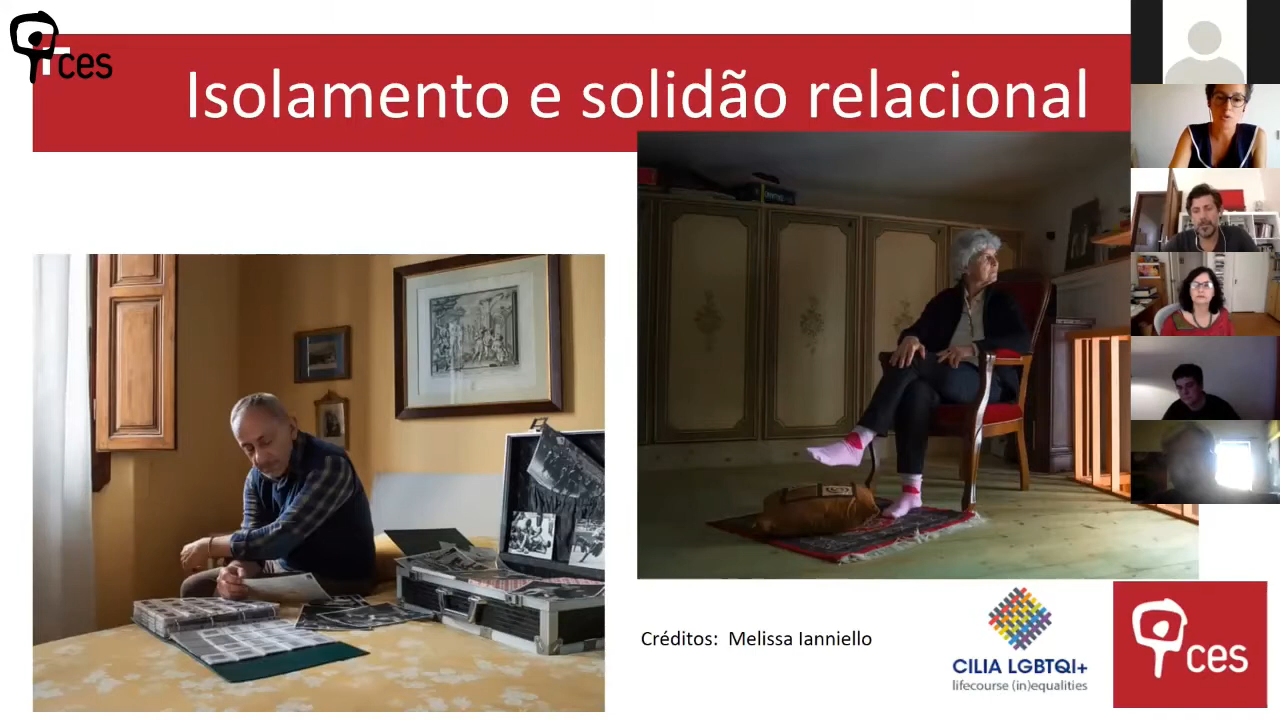 ces
Isolamento e solidão relacional
Créditos: Melissa Ianniello
CILIA LGBTQI+
lifecourse (in)equalities
ces